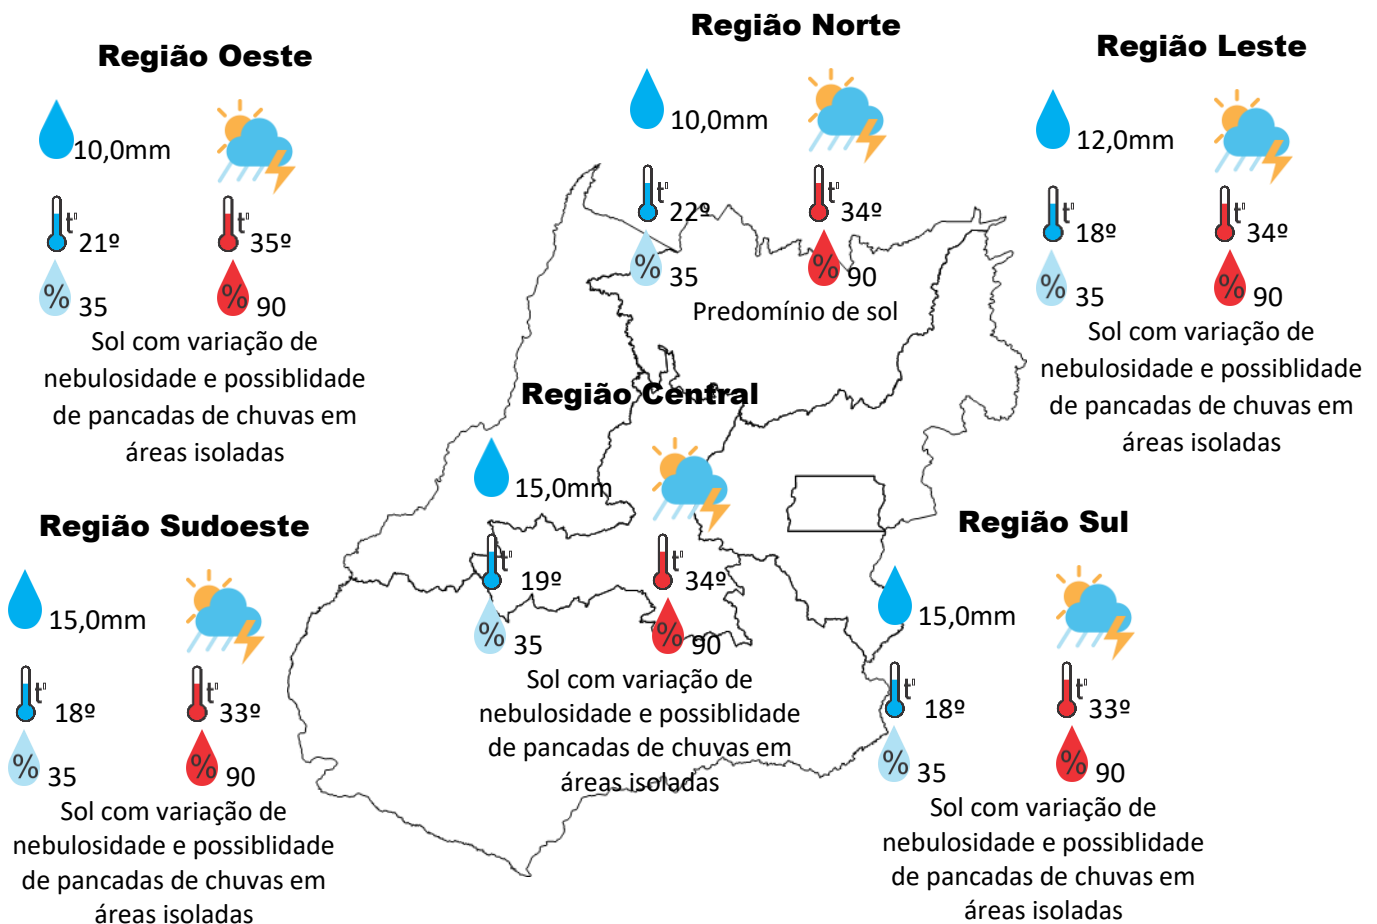 Região Oeste
10,0mm
t°
21º
t°
35º
%
35
%
90
Sol com variação de
nebulosidade e possiblidade
de pancadas de chuvas em
áreas isoladas
Região Norte
10,0mm
t°
22º
t°
34º
%
35
%
90
Predomínio de sol
Região Leste
12,0mm
t°
18º
t°
34º
%
35
%
90
Sol com variação de
nebulosidade e possiblidade
de pancadas de chuvas em
áreas isoladas
Região Central
15,0mm
t°
19º
t°
34º
%
35
%
90
Sol com variação de
nebulosidade e possiblidade
de pancadas de chuvas em
áreas isoladas
Região Sudoeste
15,0mm
t°
18º
t°
33º
%
35
%
90
Sol com variação de
nebulosidade e possiblidade
de pancadas de chuvas em
áreas isoladas
Região Sul
15,0mm
t°
18º
t°
33º
%
35
%
90
Sol com variação de
nebulosidade e possiblidade
de pancadas de chuvas em
áreas isoladas